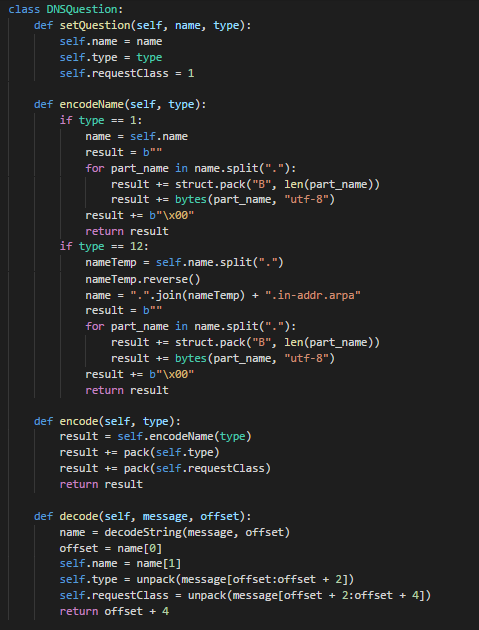 class DNSQuestion:
    def setQuestion(self, name, type):
        self.name = name
        self.type = type
        self.requestClass = 1

    def encodeName(self, type):
        if type == 1:
            name = self.name
            result = b""
            for part_name in name.split("."):
                result += struct.pack("B", len(part_name))
                result += bytes(part_name, "utf-8")
            result += b"\x00"
            return result
        if type == 12:
            nameTemp = self.name.split(".")
            nameTemp.reverse()
            name = ".".join(nameTemp) + ".in-addr.arpa"
            result = b""
            for part_name in name.split("."):
                result += struct.pack("B", len(part_name))
                result += bytes(part_name, "utf-8")
            result += b"\x00"
            return result

    def encode(self, type):
        result = self.encodeName(type)
        result += pack(self.type)
        result += pack(self.requestClass)
        return result

    def decode(self, message, offset):
        name = decodeString(message, offset)
        offset = name[0]
        self.name = name[1]
        self.type = unpack(message[offset:offset + 2])
        self.requestClass = unpack(message[offset + 2:offset + 4])
        return offset + 4